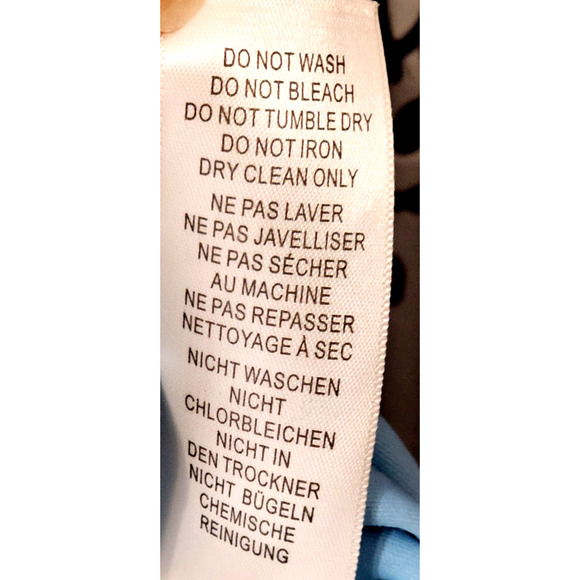 DO NOT WASH
DO NOT BLEACH
DO NOT TUMBLE DRY
DO NOT IRON
DRY CLEAN ONLY
NE PAS LAVER
NE PAS JAVELLISER
NE PAS SÉCHER
AU MACHINE
NE PAS REPASSER
NETTOYAGE À SEC
NICHT WASCHEN
NICHT
CHLORBLEICHEN
NICHT IN
DEN TROCKNER
NICHT BÜGELN
CHEMISCHE
REINIGUNG